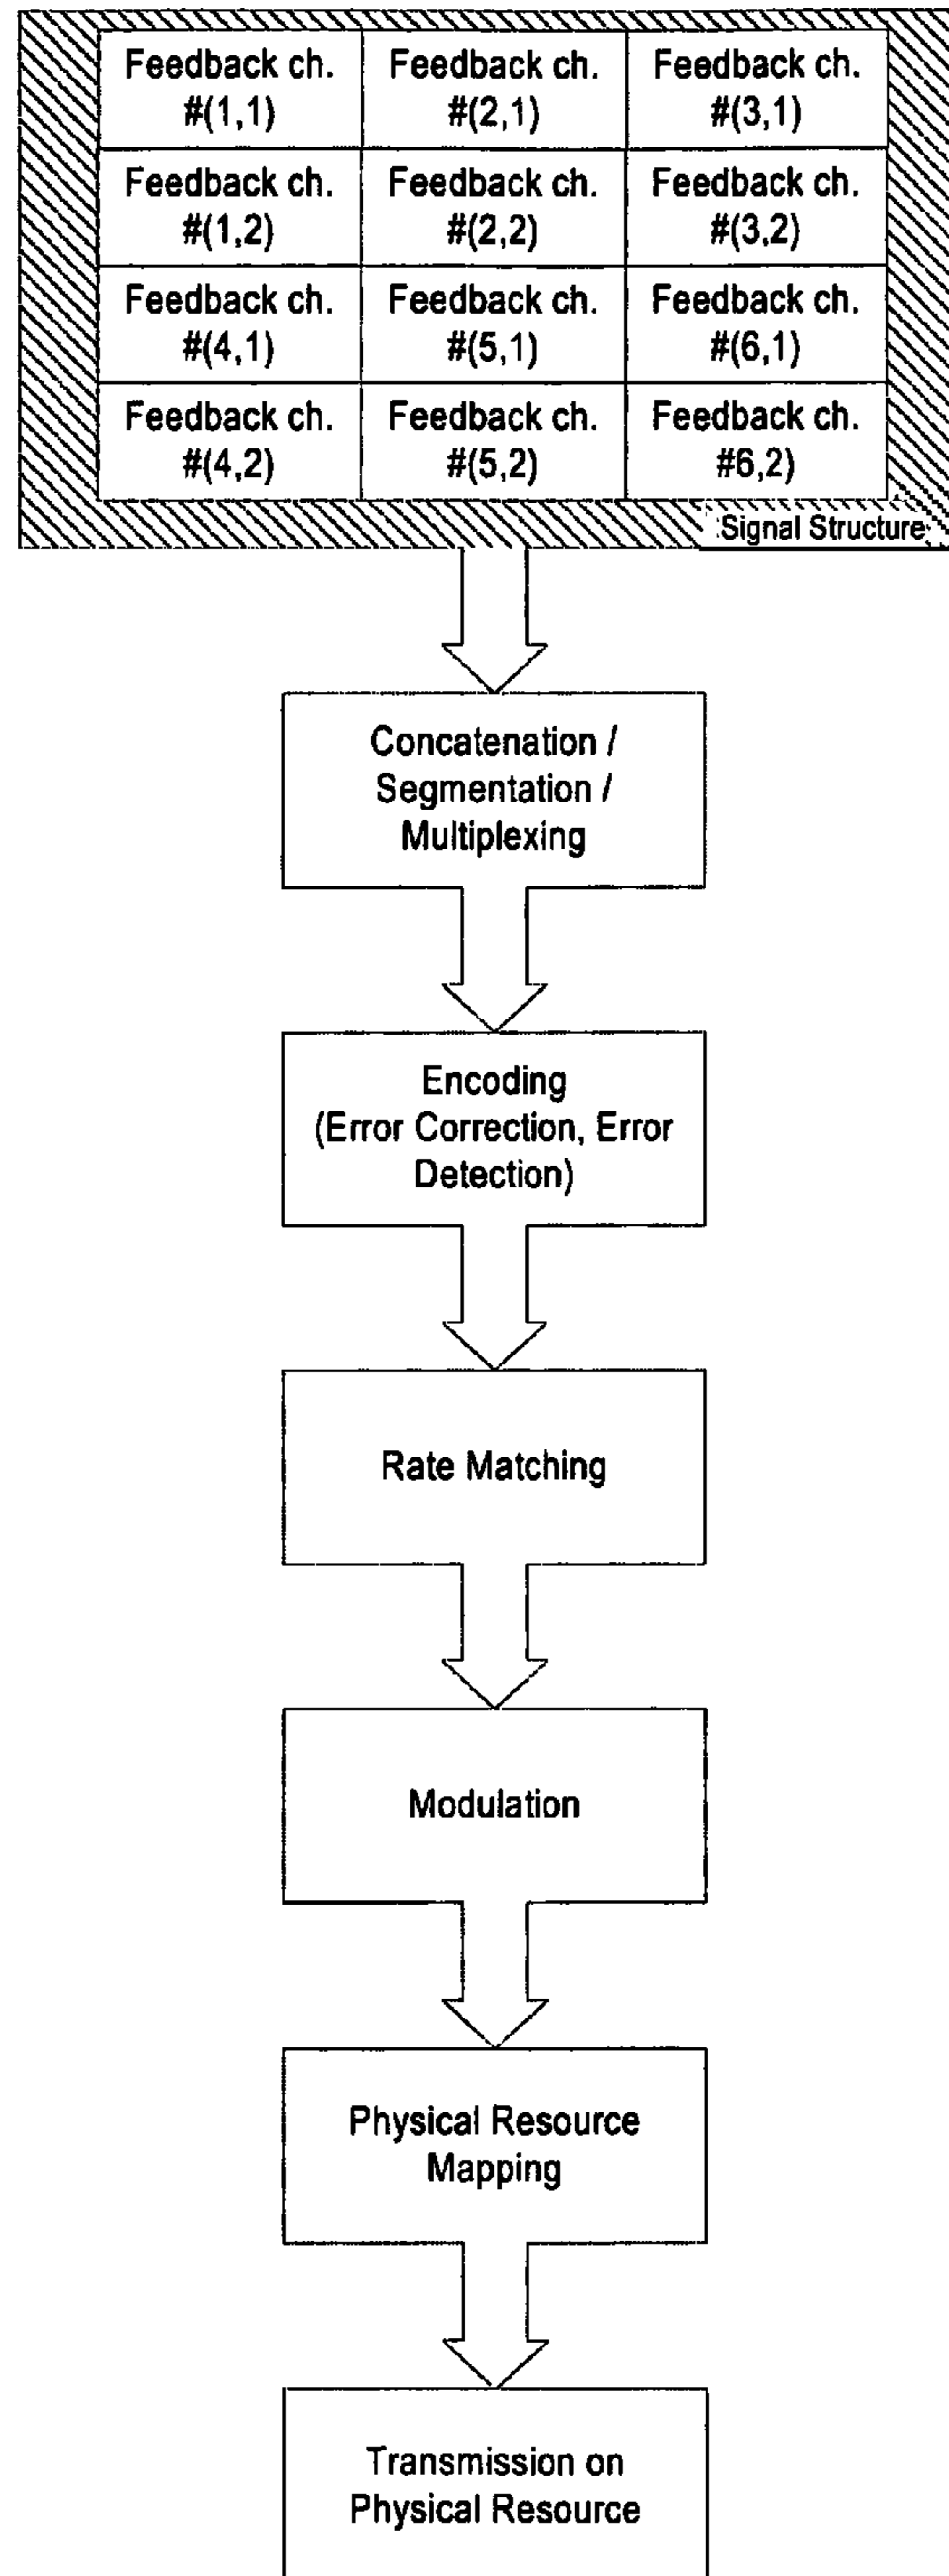 Feedback ch. Feedback ch. Feedback ch.
#(1,1) #(2,1) #(3,1)
Feedback ch. Feedback ch. Feedback ch.
#(1,2) #(2,2) #(3,2)
Feedback ch. Feedback ch. Feedback ch.
#(4,1) #(5,1) #(6,1)
Feedback ch. Feedback ch. Feedback ch.
#(4,2) #(5,2) #6,2)
Signal Structure
Concatenation /
Segmentation /
Multiplexing
Encoding
(Error Correction, Error
Detection)
Rate Matching
Modulation
Physical Resource
Mapping
Transmission on
Physical Resource